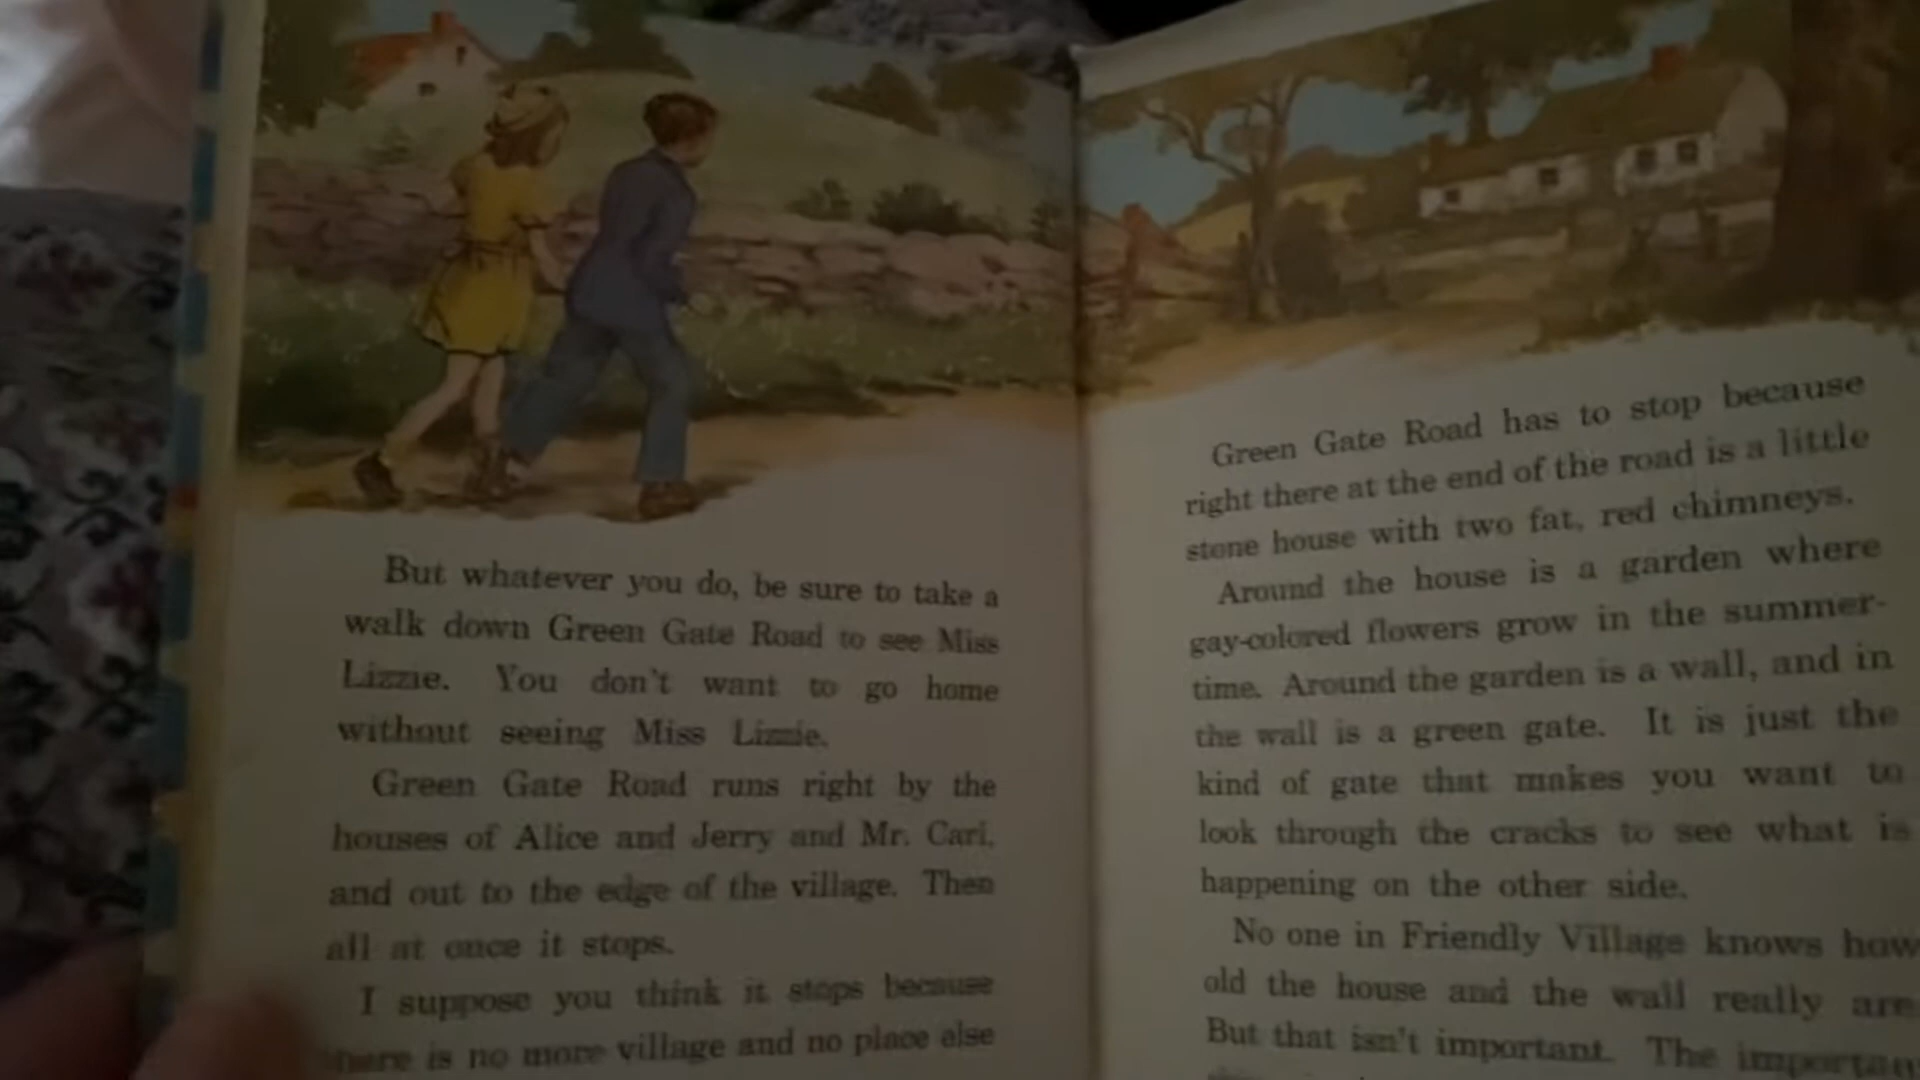 But whatever you do, be sure to take a
walk down Green Gate Road to see Miss
Lizzie. You don't want to go home
without seeing Miss Lizzie.
Green Gate Road runs right by the
houses of Alice and Jerry and Mr. Carl,
and out to the edge of the village. Then
all at once it stops.
I suppose you think it stops because
there is no more village and no place else
Green Gate Road has to stop because
right there at the end of the road is a little
stone house with two fat, red chimneys.
Around the house is a garden where
gay-colored flowers grow in the summer-
time. Around the garden is a wall, and in
the wall is a green gate. It is just the
kind of gate that makes you want to
look through the cracks to see what is
happening on the other side.
No one in Friendly Village knows how
old the house and the wall really are.
But that isn't important. The